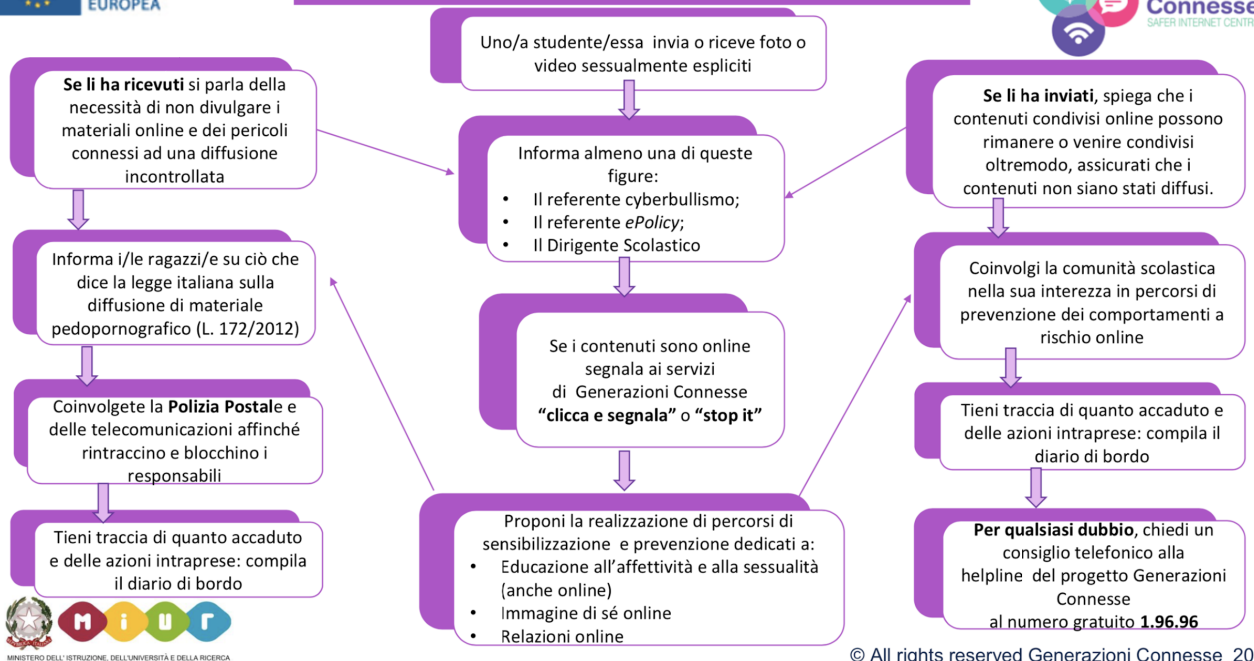 EUROPEA
Connesse
SAFER INTERNET CENTR
Uno/a studente/essa invia o riceve foto o
video sessualmente espliciti
Se li ha ricevuti si parla della
necessità di non divulgare i
materiali online e dei pericoli
connessi ad una diffusione
incontrollata
Informa i/le ragazzi/e su ciò che
dice la legge italiana sulla
diffusione di materiale
pedopornografico (L. 172/2012)
Coinvolgete la Polizia Postale e
delle telecomunicazioni affinché
rintraccino e blocchino i
responsabili
Tieni traccia di quanto accaduto
e delle azioni intraprese: compila
il diario di bordo
Informa almeno una di queste
figure:
• Il referente cyberbullismo;
• Il referente ePolicy;
• Il Dirigente Scolastico
Se i contenuti sono online
segnala ai servizi
di Generazioni Connesse
“clicca e segnala” o “stop it”
Proponi la realizzazione di percorsi di
sensibilizzazione e prevenzione dedicati a:
• Educazione all’affettività e alla sessualità
(anche online)
• Immagine di sé online
• Relazioni online
Se li ha inviati, spiega che i
contenuti condivisi online possono
rimanere o venire condivisi
oltremodo, assicurati che i
contenuti non siano stati diffusi.
Coinvolgi la comunità scolastica
nella sua interezza in percorsi di
prevenzione dei comportamenti a
rischio online
Tieni traccia di quanto accaduto e
delle azioni intraprese: compila il
diario di bordo
Per qualsiasi dubbio, chiedi un
consiglio telefonico alla
helpline del progetto Generazioni
Connesse
al numero gratuito 1.96.96
m i u r
MINISTERO DELL' ISTRUZIONE, DELL'UNIVERSITÀ E DELLA RICERCA
© All rights reserved Generazioni Connesse 20